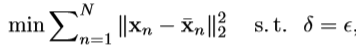 min ∑_{n=1}^{N} ‖x_n − x̄_n‖_2^2 s.t. δ = ϵ,